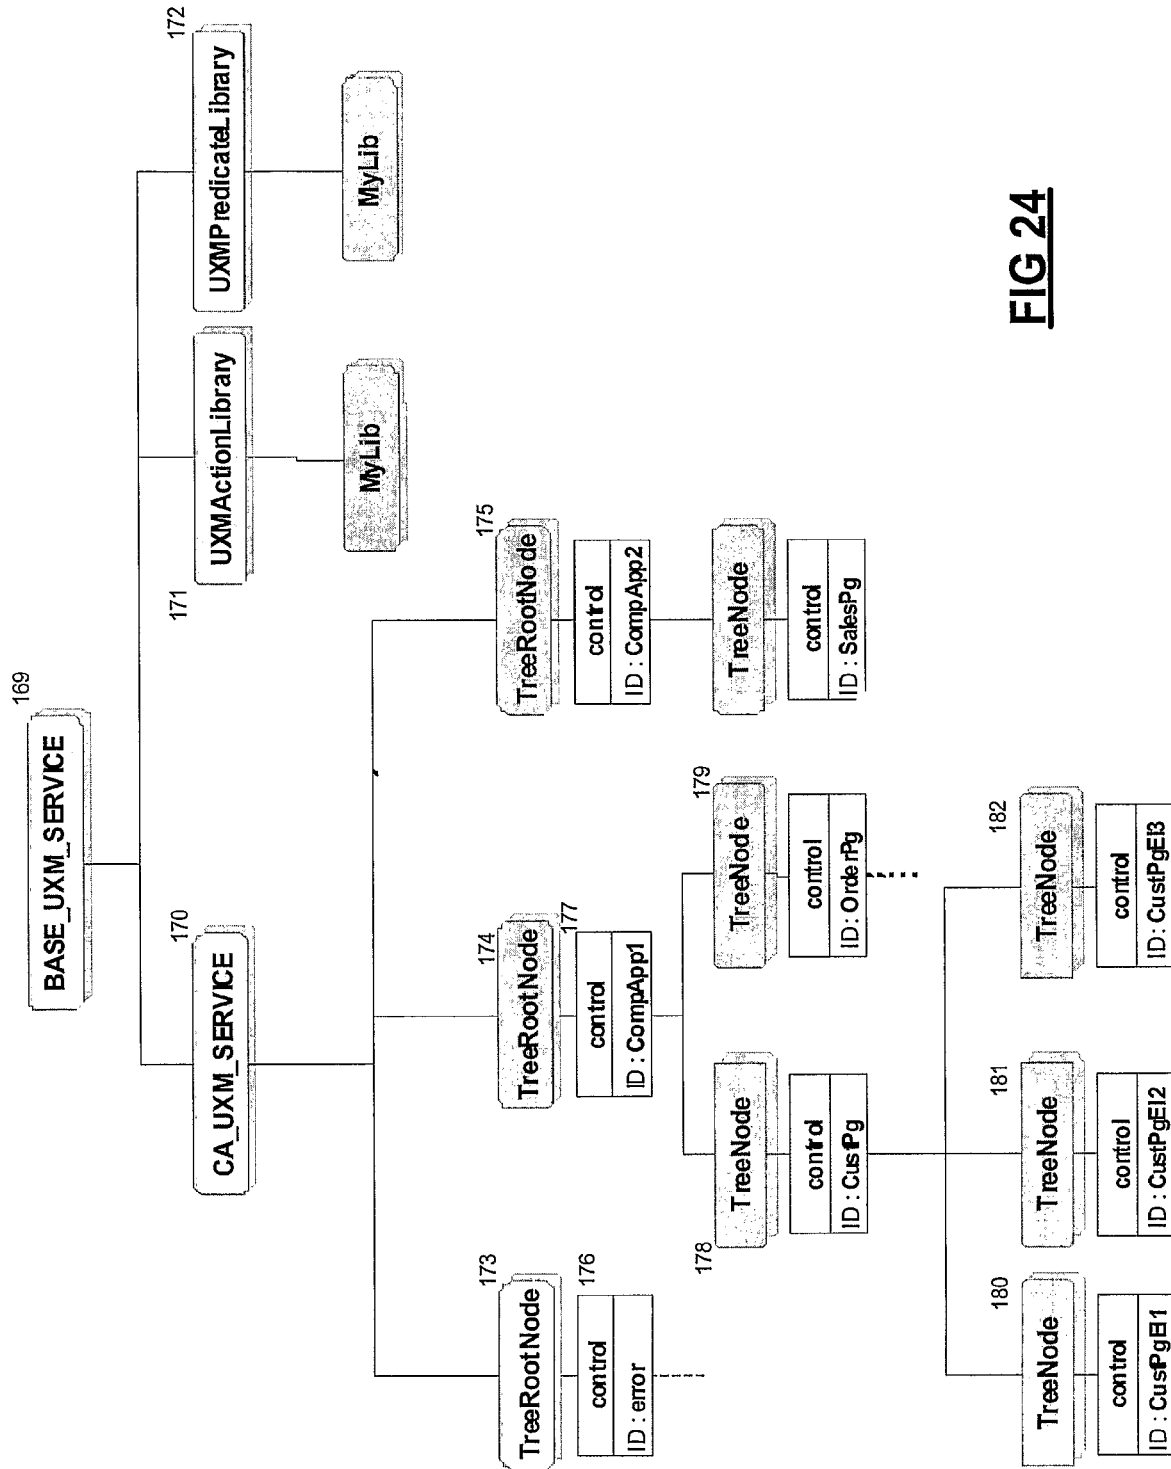 BASE_UXM_SERVICE
169
CA_UXM_SERVICE
170
UXMActionLibrary
171
UXMPredicateLibrary
172
MyLib
MyLib
TreeRootNode
173
control
176
ID : error
TreeRootNode
174
177
control
ID : CompApp1
TreeRootNode
175
control
ID : CompApp2
TreeNode
178
control
ID : CustPg
TreeNode
179
control
ID : OrderPg
TreeNode
control
ID : SalesPg
TreeNode
180
control
ID : CustPgEl1
TreeNode
181
control
ID : CustPgEl2
TreeNode
182
control
ID : CustPgEl3
FIG 24